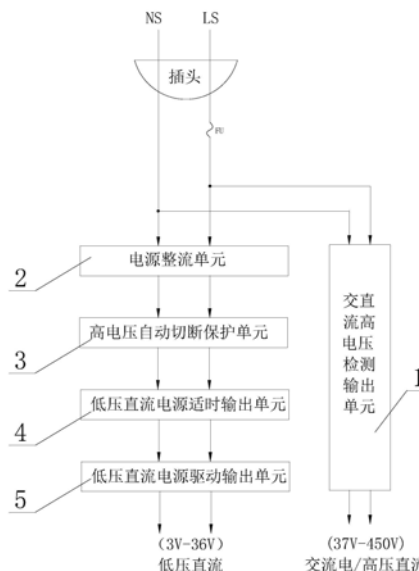 NS LS
插头
FU
2 电源整流单元
3 高电压自动切断保护单元
4 低压直流电源适时输出单元
5 低压直流电源驱动输出单元
交直
流高
电压
检测
输出
单元
1
(3V-36V)
低压直流
(37V-450V)
交流电/高压直流